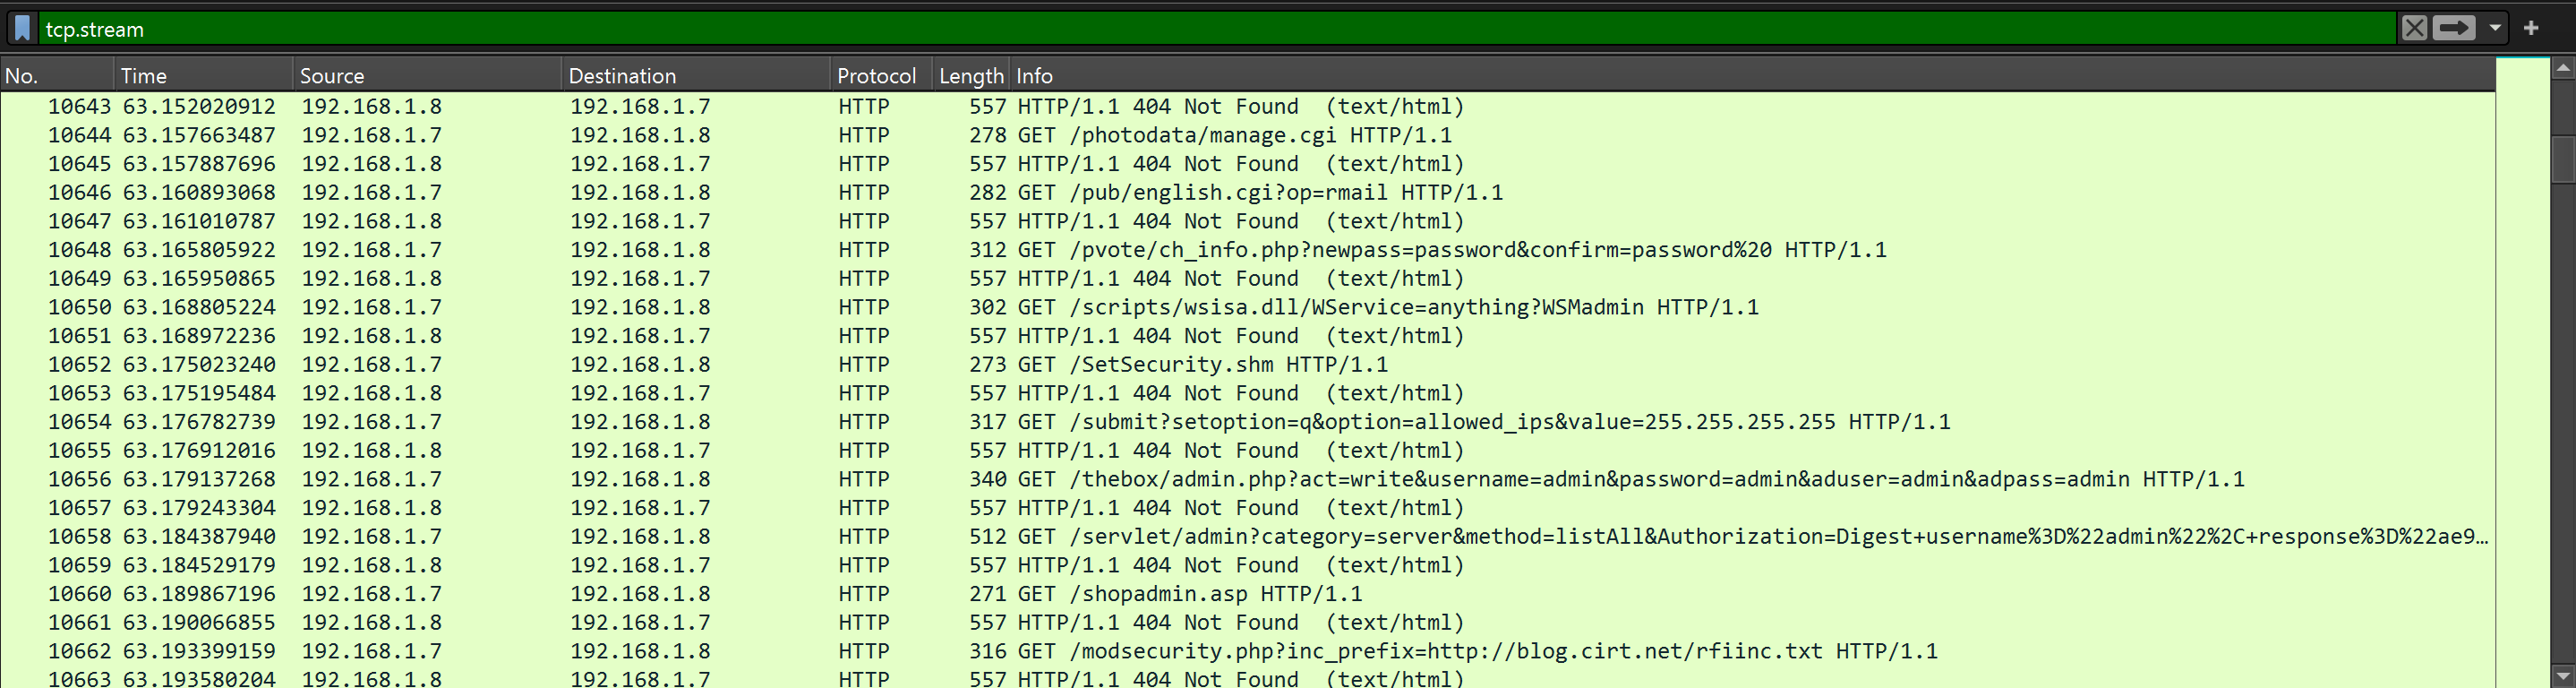 tcp.stream
No. Time Source Destination Protocol Length Info
10643 63.152020912 192.168.1.8 192.168.1.7 HTTP 557 HTTP/1.1 404 Not Found (text/html)
10644 63.157663487 192.168.1.7 192.168.1.8 HTTP 278 GET /photodata/manage.cgi HTTP/1.1
10645 63.157887696 192.168.1.8 192.168.1.7 HTTP 557 HTTP/1.1 404 Not Found (text/html)
10646 63.160893068 192.168.1.7 192.168.1.8 HTTP 282 GET /pub/english.cgi?op=rmail HTTP/1.1
10647 63.161010787 192.168.1.8 192.168.1.7 HTTP 557 HTTP/1.1 404 Not Found (text/html)
10648 63.165805922 192.168.1.7 192.168.1.8 HTTP 312 GET /pvote/ch_info.php?newpass=password&confirm=password%20 HTTP/1.1
10649 63.165950865 192.168.1.8 192.168.1.7 HTTP 557 HTTP/1.1 404 Not Found (text/html)
10650 63.168805224 192.168.1.7 192.168.1.8 HTTP 302 GET /scripts/wsisa.dll/WService=anything?WSMadmin HTTP/1.1
10651 63.168972236 192.168.1.8 192.168.1.7 HTTP 557 HTTP/1.1 404 Not Found (text/html)
10652 63.175023240 192.168.1.7 192.168.1.8 HTTP 273 GET /SetSecurity.shm HTTP/1.1
10653 63.175195484 192.168.1.8 192.168.1.7 HTTP 557 HTTP/1.1 404 Not Found (text/html)
10654 63.176782739 192.168.1.7 192.168.1.8 HTTP 317 GET /submit?setoption=q&option=allowed_ips&value=255.255.255.255 HTTP/1.1
10655 63.176912016 192.168.1.8 192.168.1.7 HTTP 557 HTTP/1.1 404 Not Found (text/html)
10656 63.179137268 192.168.1.7 192.168.1.8 HTTP 340 GET /thebox/admin.php?act=write&username=admin&password=admin&aduser=admin&adpass=admin HTTP/1.1
10657 63.179243304 192.168.1.8 192.168.1.7 HTTP 557 HTTP/1.1 404 Not Found (text/html)
10658 63.184387940 192.168.1.7 192.168.1.8 HTTP 512 GET /servlet/admin?category=server&method=listAll&Authorization=Digest+username%3D%22admin%22%2C+response%3D%22ae9…
10659 63.184529179 192.168.1.8 192.168.1.7 HTTP 557 HTTP/1.1 404 Not Found (text/html)
10660 63.189867196 192.168.1.7 192.168.1.8 HTTP 271 GET /shopadmin.asp HTTP/1.1
10661 63.190066855 192.168.1.8 192.168.1.7 HTTP 557 HTTP/1.1 404 Not Found (text/html)
10662 63.193399159 192.168.1.7 192.168.1.8 HTTP 316 GET /modsecurity.php?inc_prefix=http://blog.cirt.net/rfiinc.txt HTTP/1.1
10663 63.193580204 192.168.1.8 192.168.1.7 HTTP 557 HTTP/1.1 404 Not Found (text/html)